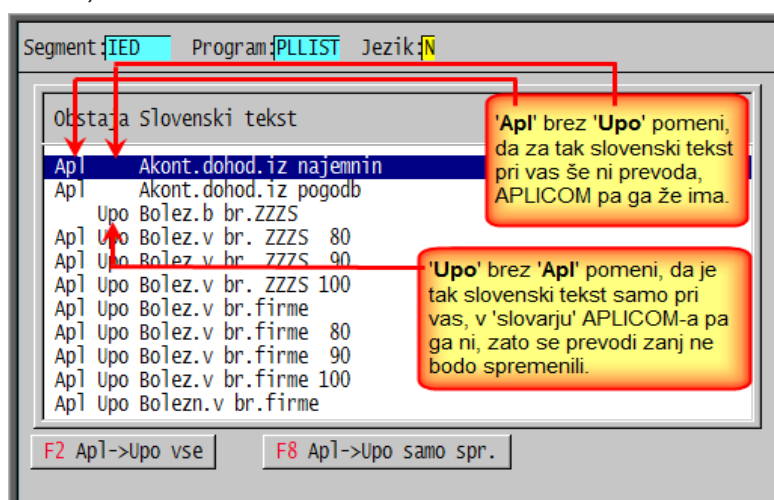 Segment:IED Program:PLLIST Jezik:N
Obstaja Slovenski tekst
Apl Akont.dohod.iz najemnin
Apl Akont.dohod.iz pogodb
Upo Bolez.b br.ZZZS
Apl Upo Bolez.v br. ZZZS 80
Apl Upo Bolez.v br. ZZZS 90
Apl Upo Bolez.v br. ZZZS 100
Apl Upo Bolez.v br.firme
Apl Upo Bolez.v br.firme 80
Apl Upo Bolez.v br.firme 90
Apl Upo Bolez.v br.firme 100
Apl Upo Bolezn.v br.firme
'Apl' brez 'Upo' pomeni,
da za tak slovenski tekst
pri vas še ni prevoda,
APLICOM pa ga že ima.
'Upo' brez 'Apl' pomeni, da je
tak slovenski tekst samo pri
vas, v 'slovarju' APLICOM-a pa
ga ni, zato se prevodi zanj ne
bodo spremenili.
F2 Apl->Upo vse
F8 Apl->Upo samo spr.